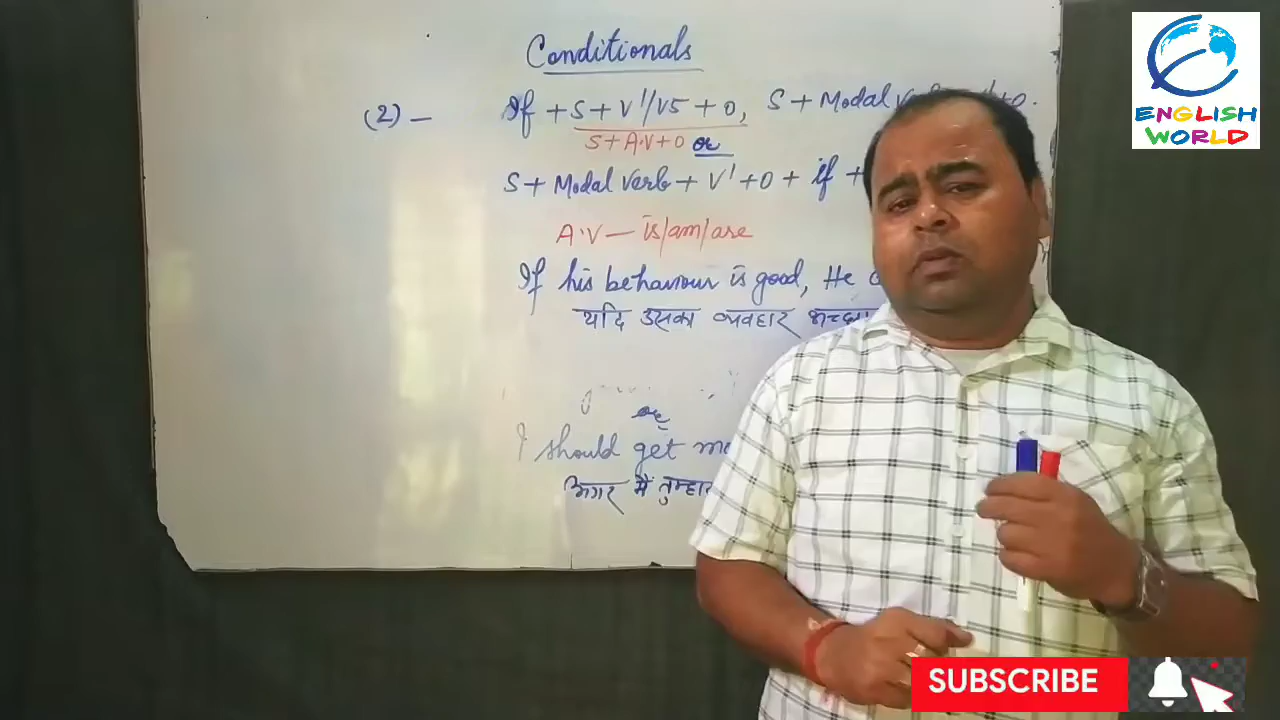 Conditionals
(2) — If + S + V¹/V5 + O, S + Modal
S + A.V + O or
S + Modal verb + V¹ + O + if +
A.V — is/am/are
If his behaviour is good, He
यदि उसका व्यवहार
or
I should get
अगर मैं
ENGLISH
WORLD
SUBSCRIBE